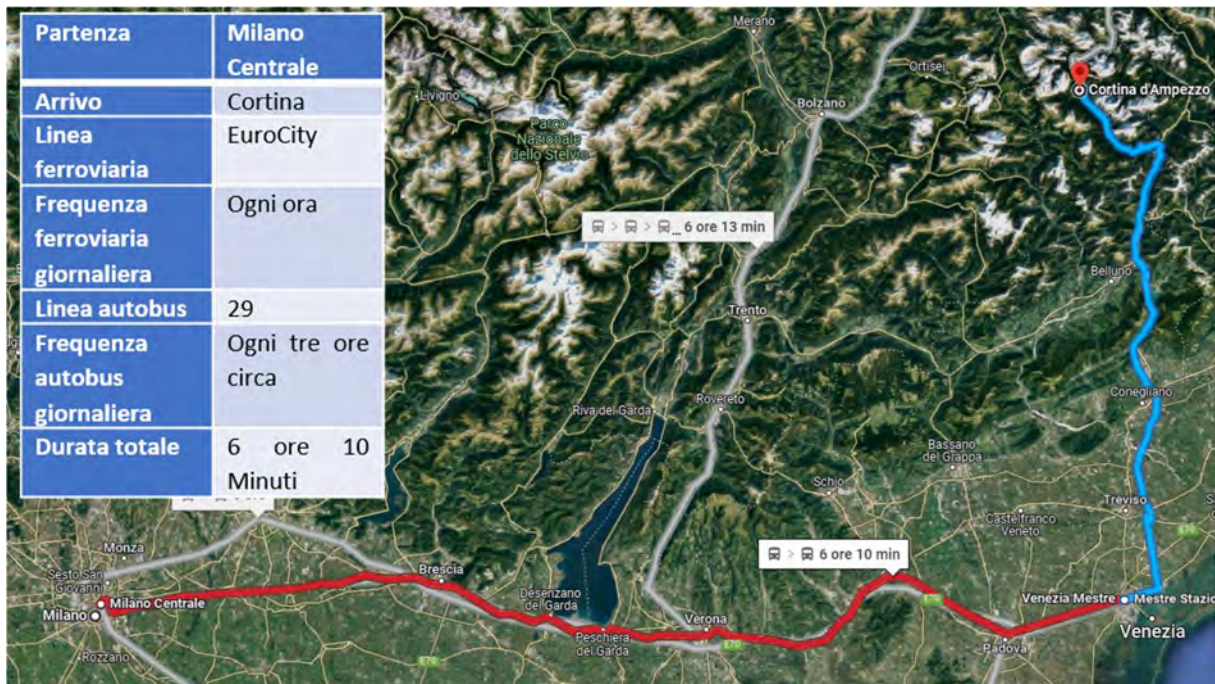 Partenza Milano
Centrale
Arrivo Cortina
Linea EuroCity
ferroviaria
Frequenza Ogni ora
ferroviaria
giornaliera
Linea autobus 29
Frequenza Ogni tre ore
autobus circa
giornaliera
Durata totale 6 ore 10
Minuti
Merano
Ortisei
Cortina d'Ampezzo
Livigno
Bolzano
Parco
Nazionale
dello Stelvio
6 ore 13 min
Belluno
Trento
Conegliano
Riva del Garda
Rovereto
Bassano
del Grappa
Schio
Treviso
Castelfranco
Veneto
E70
Monza
6 ore 10 min
Sesto San
Giovanni
Brescia
Desenzano
del Garda
Milano Centrale
Milano
Venezia Mestre
Mestre Stazio
Verona
Venezia
Peschiera
del Garda
E70
Padova
Rozzano
E70